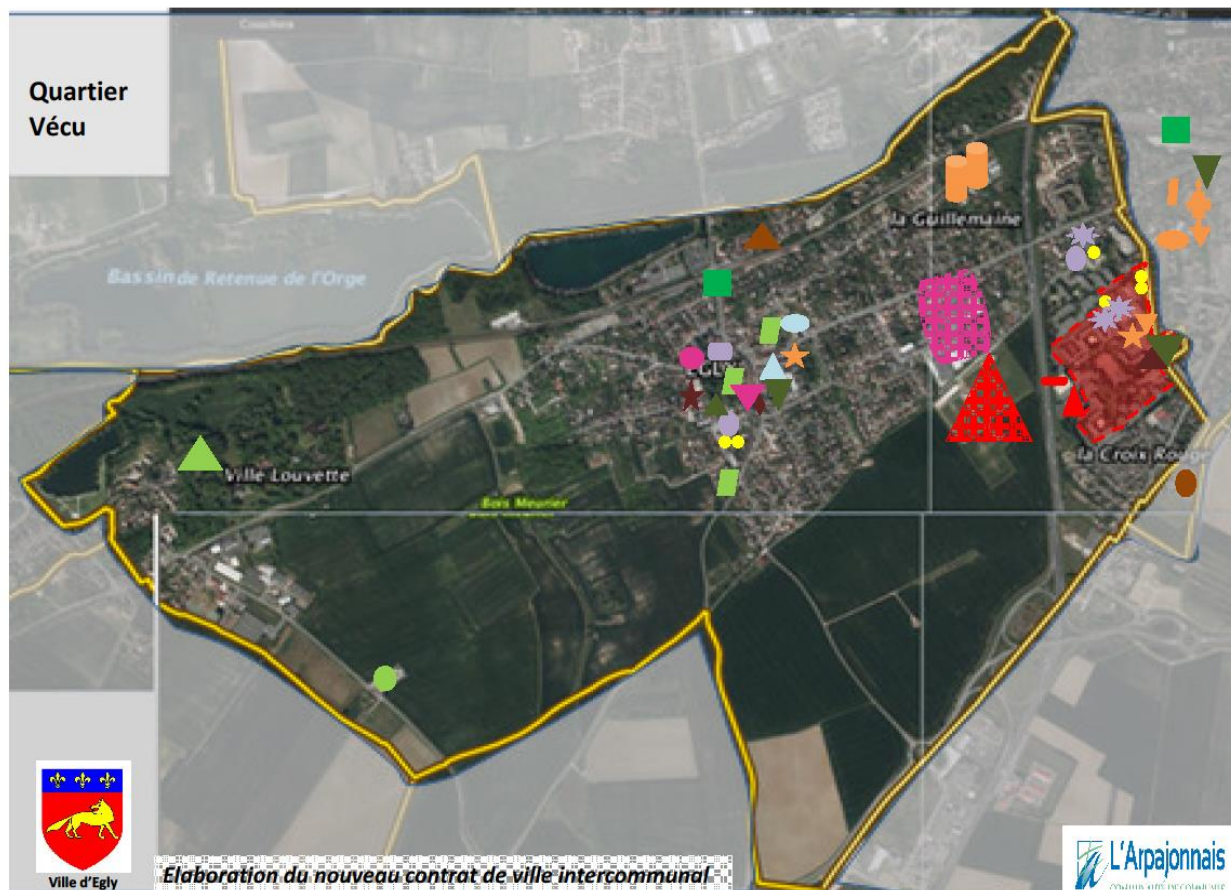 Quartier
Vécu
Bassin de Retenue de l'Orge
la Guillemaine
Ville Louvette
Bois Meunier
la Croix Rouge
Ville d'Egly
Elaboration du nouveau contrat de ville intercommunal
L'Arpajonnais